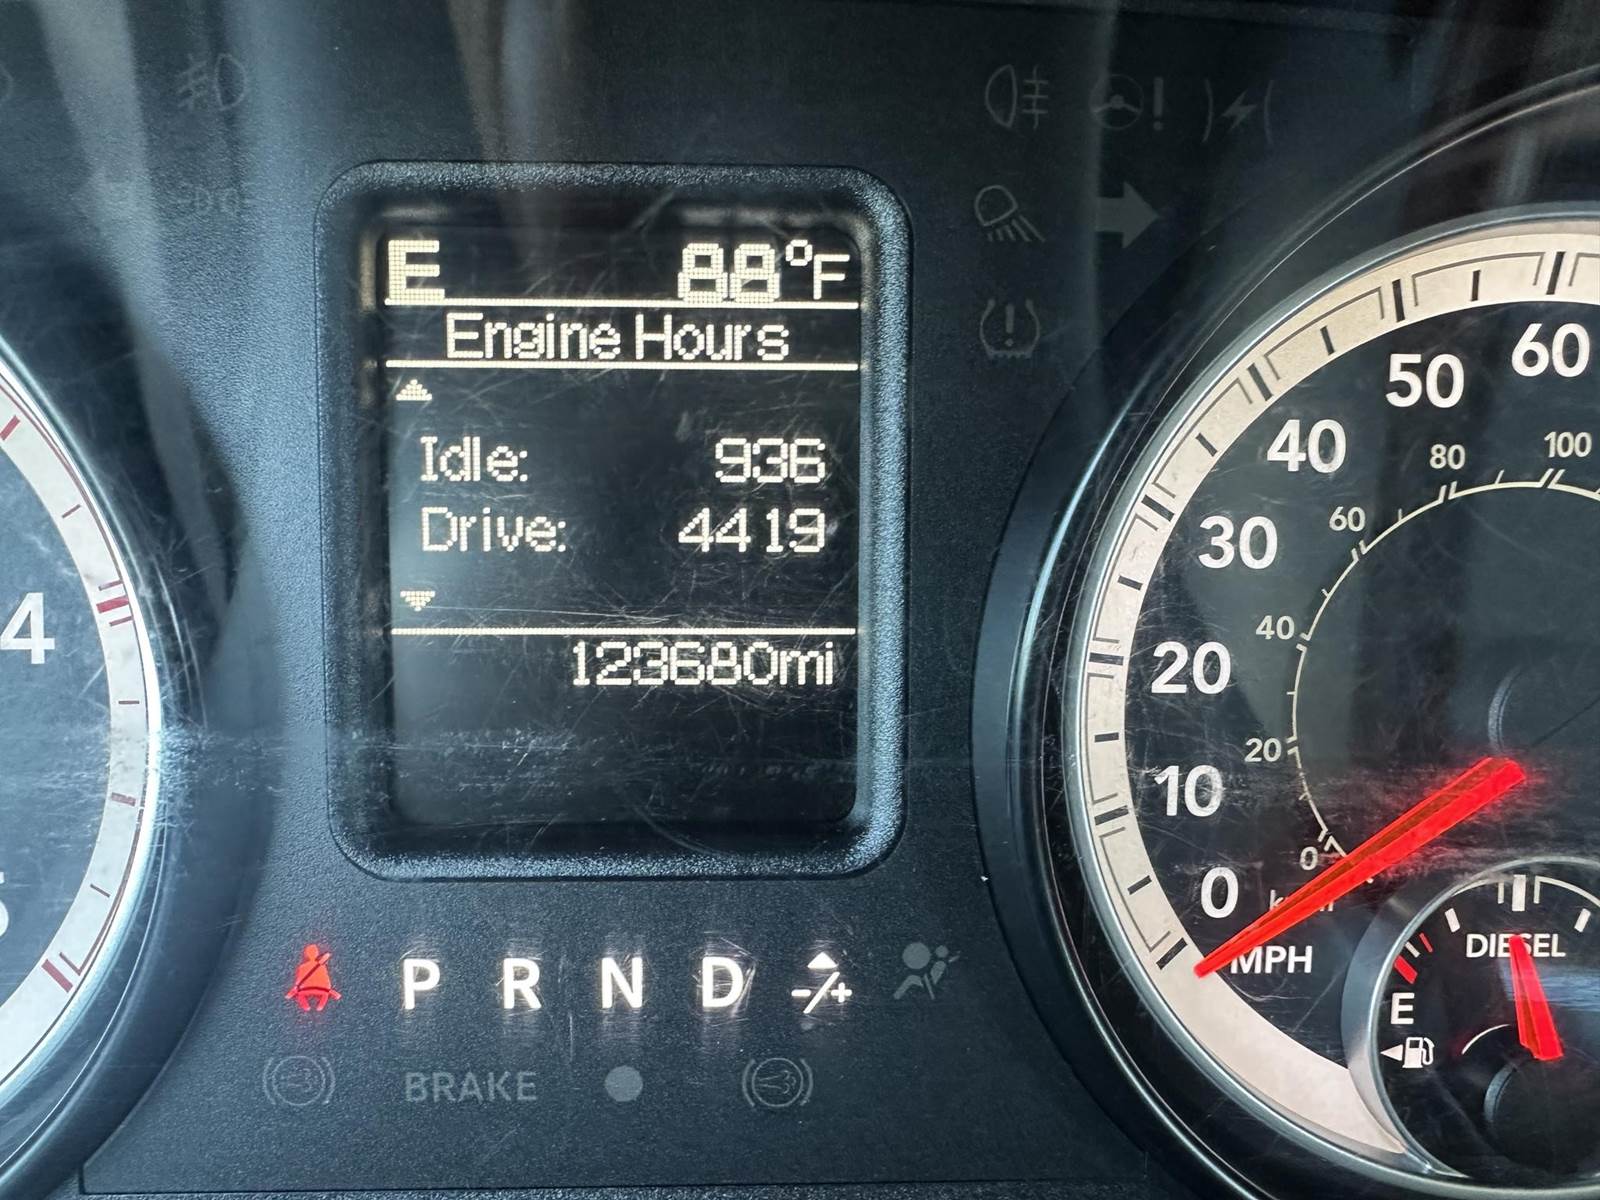 E 88°F
Engine Hours
Idle: 936
Drive: 4419
123680mi
P R N D -/+
BRAKE
4
0 10 20 30 40 50 60
0 20 40 60 80 100
MPH
DIESEL
E